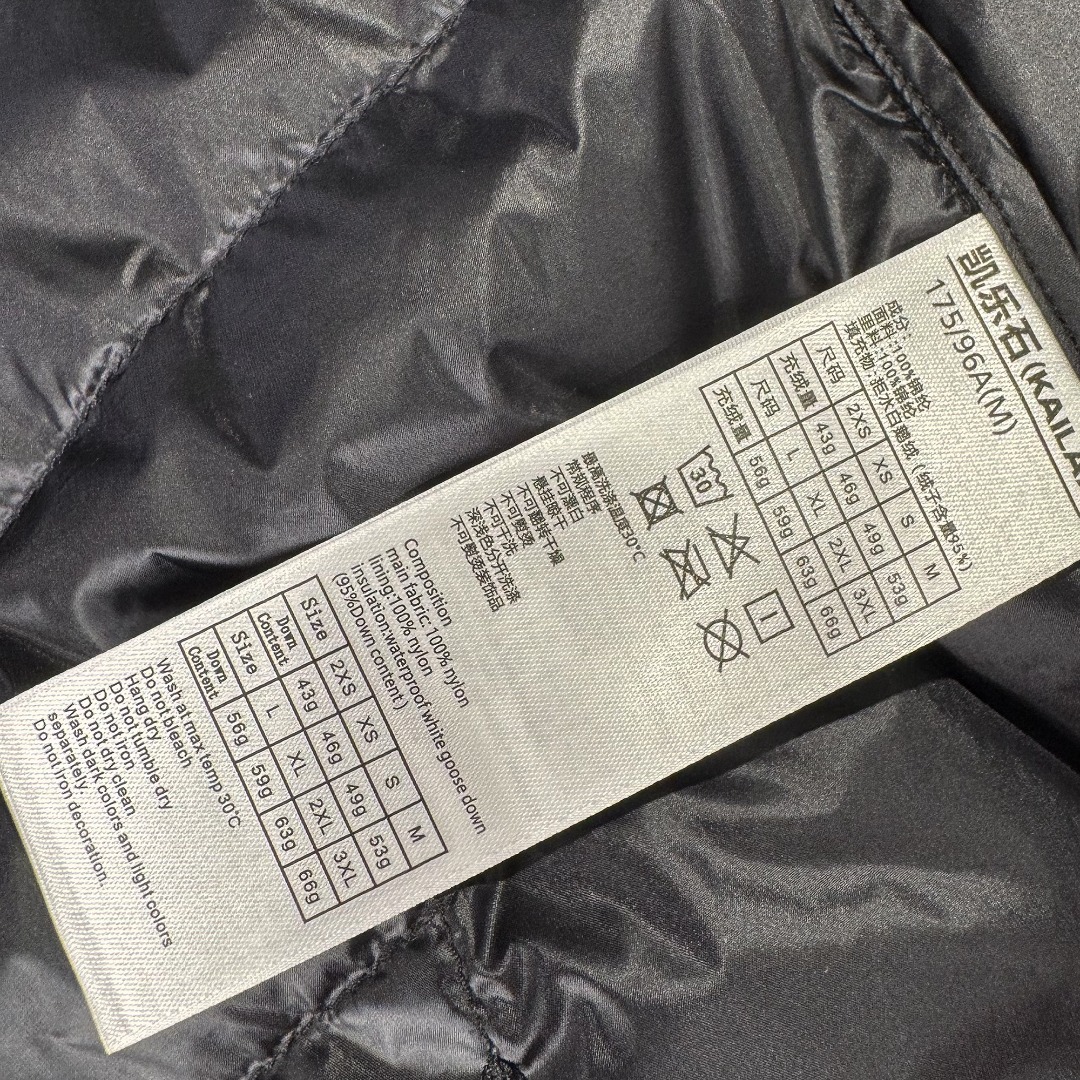 凯乐石(KAILA
175/96A(M)
成分:
面料:100%锦纶
里料:100%锦纶
填充物:拒水白鹅绒(绒子含量95%)
尺码 2XS XS S M
充绒量 43g 46g 49g 53g
尺码 L XL 2XL 3XL
充绒量 56g 59g 63g 66g
30
最高洗涤温度30℃
常规程序
不可漂白
悬挂晾干
不可翻转干燥
不可熨烫
不可干洗
深浅色分开洗涤
不可熨烫装饰品
Composition
main fabric: 100% nylon
lining:100% nylon
insulation:waterproof white goose down
(95%Down content)
Size 2XS XS S M
Down Content 43g 46g 49g 53g
Size L XL 2XL 3XL
Down Content 56g 59g 63g 66g
Wash at max temp 30℃
Do not bleach
Hang dry
Do not tumble dry
Do not iron
Do not dry clean
Wash dark colors and light colors
separately.
Do not Iron decoration.